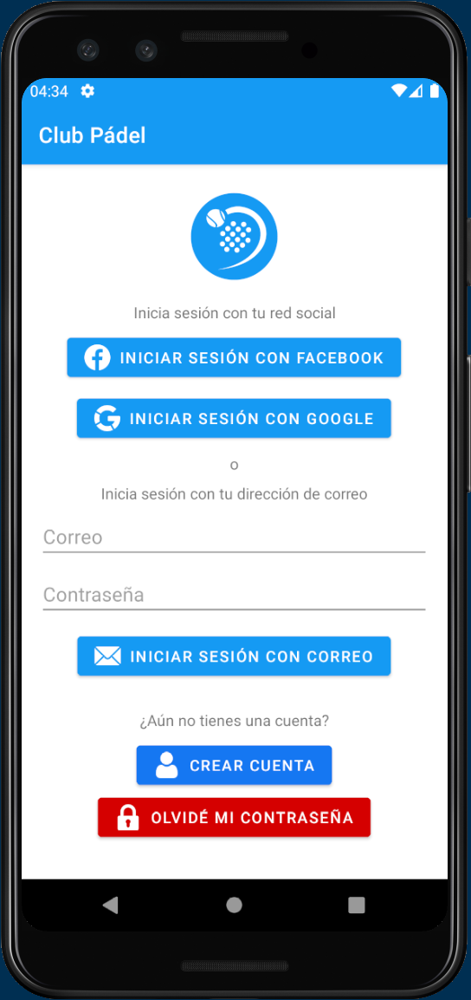 04:34
Club Pádel
Inicia sesión con tu red social
INICIAR SESIÓN CON FACEBOOK
INICIAR SESIÓN CON GOOGLE
o
Inicia sesión con tu dirección de correo
Correo
Contraseña
INICIAR SESIÓN CON CORREO
¿Aún no tienes una cuenta?
CREAR CUENTA
OLVIDÉ MI CONTRASEÑA